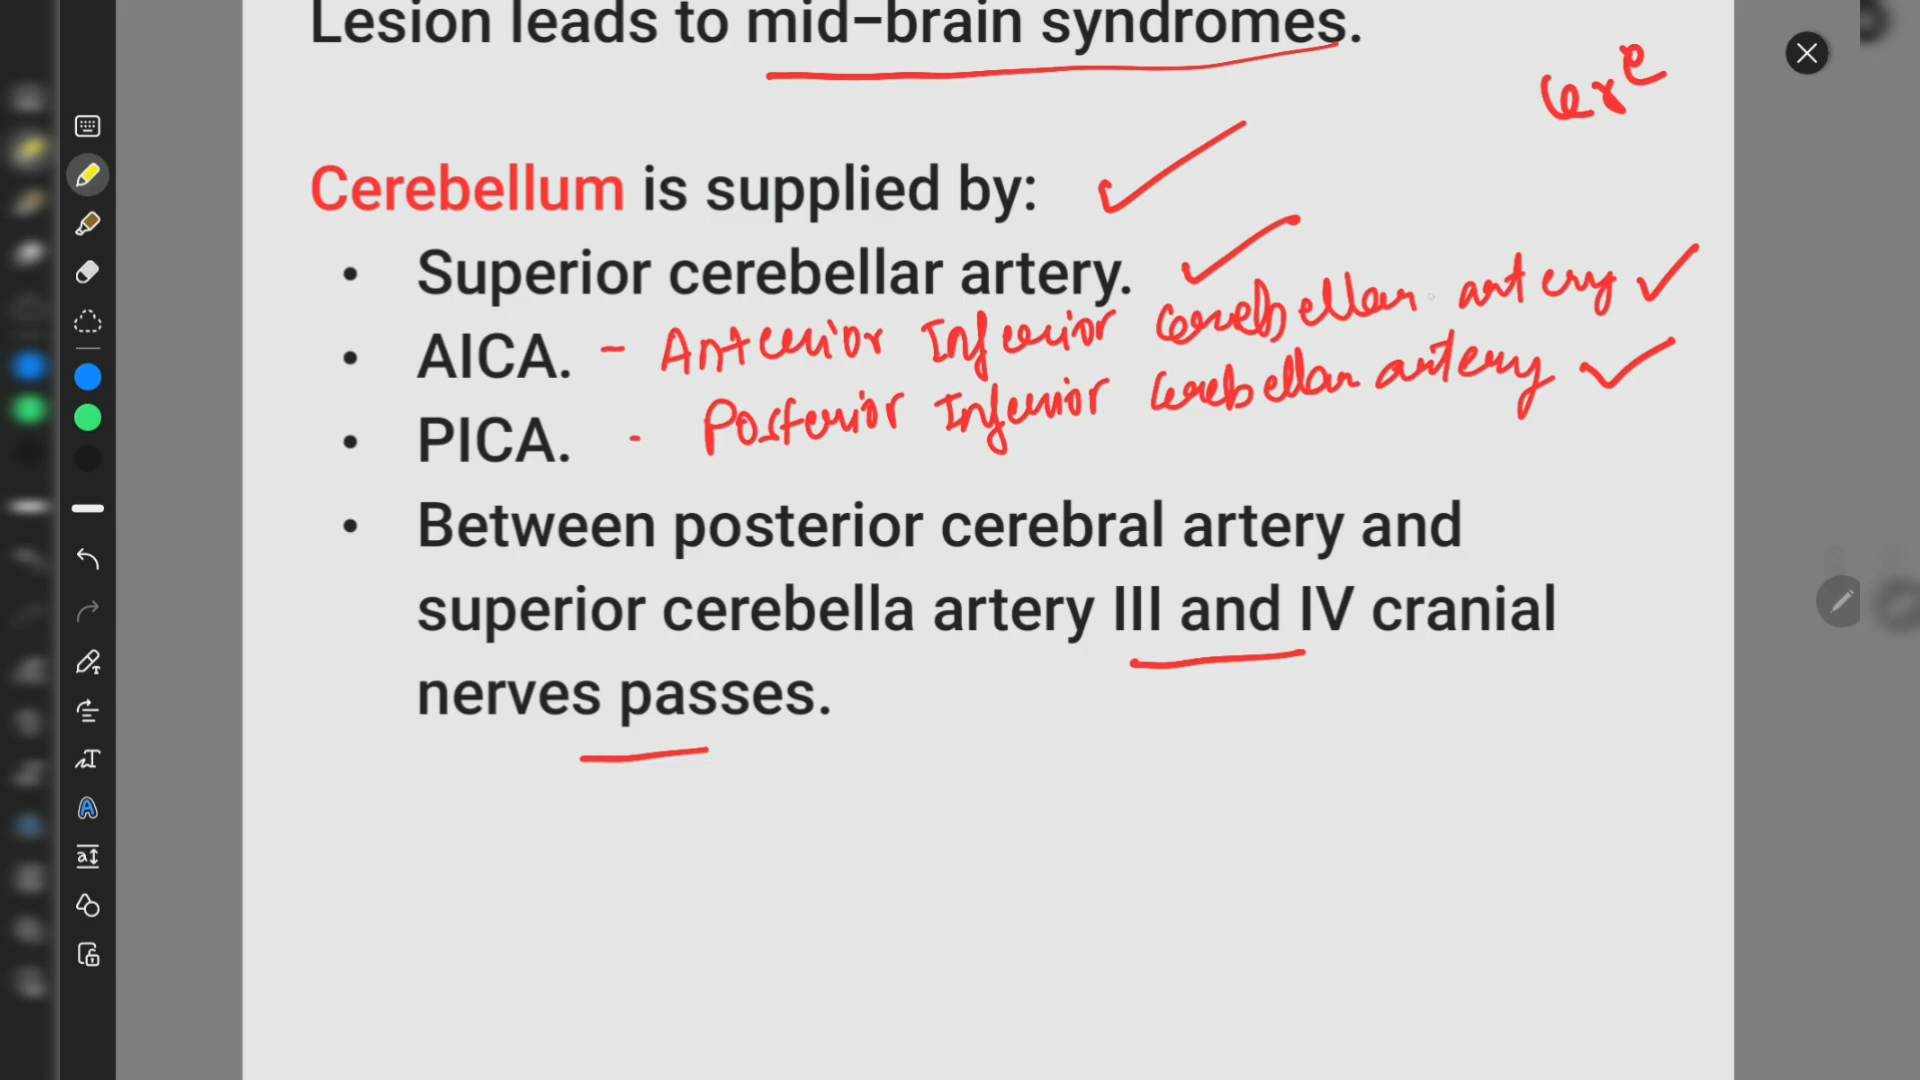 Lesion leads to mid-brain syndromes.
Cere
Cerebellum is supplied by:
• Superior cerebellar artery.
• AICA. - Anterior Inferior Cerebellar artery
• PICA. - Posterior Inferior Cerebellar artery
• Between posterior cerebral artery and
superior cerebella artery III and IV cranial
nerves passes.